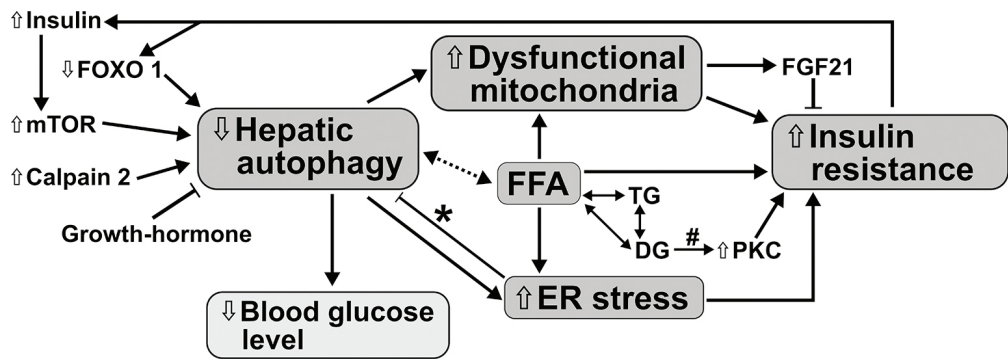 ⇧Insulin
⇩FOXO 1
⇧mTOR
⇧Calpain 2
Growth-hormone
⇩Hepatic
autophagy
⇧Dysfunctional
mitochondria
FGF21
⇧Insulin
resistance
FFA
TG
DG
#
⇧PKC
*
⇧ER stress
⇩Blood glucose
level